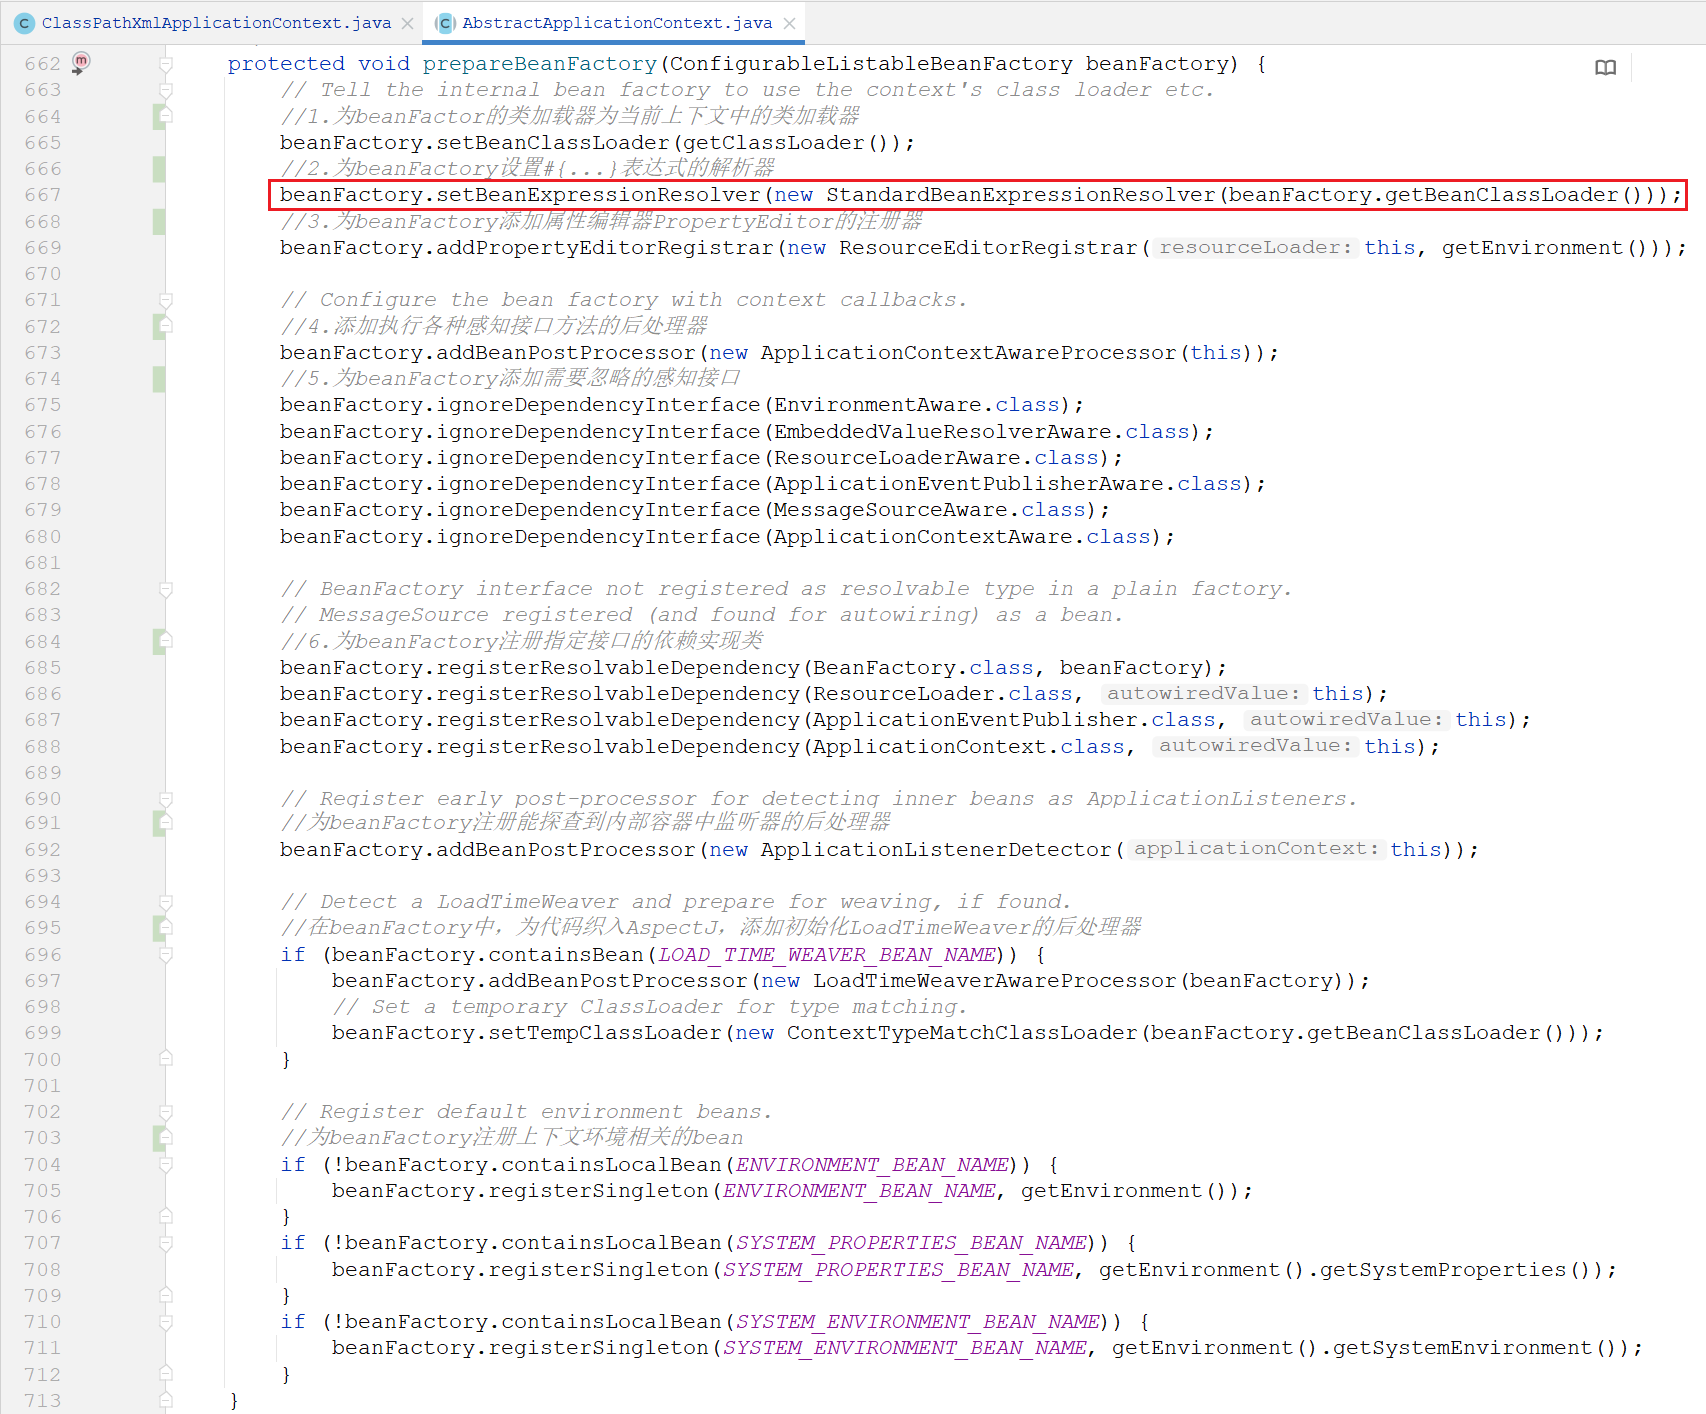 ClassPathXmlApplicationContext.java AbstractApplicationContext.java
662 protected void prepareBeanFactory(ConfigurableListableBeanFactory beanFactory) {
663 // Tell the internal bean factory to use the context's class loader etc.
664 //1.为beanFactor的类加载器为当前上下文中的类加载器
665 beanFactory.setBeanClassLoader(getClassLoader());
666 //2.为beanFactory设置#{...}表达式的解析器
667 beanFactory.setBeanExpressionResolver(new StandardBeanExpressionResolver(beanFactory.getBeanClassLoader()));
668 //3.为beanFactory添加属性编辑器PropertyEditor的注册器
669 beanFactory.addPropertyEditorRegistrar(new ResourceEditorRegistrar( resourceLoader: this, getEnvironment()));
670
671 // Configure the bean factory with context callbacks.
672 //4.添加执行各种感知接口方法的后处理器
673 beanFactory.addBeanPostProcessor(new ApplicationContextAwareProcessor(this));
674 //5.为beanFactory添加需要忽略的感知接口
675 beanFactory.ignoreDependencyInterface(EnvironmentAware.class);
676 beanFactory.ignoreDependencyInterface(EmbeddedValueResolverAware.class);
677 beanFactory.ignoreDependencyInterface(ResourceLoaderAware.class);
678 beanFactory.ignoreDependencyInterface(ApplicationEventPublisherAware.class);
679 beanFactory.ignoreDependencyInterface(MessageSourceAware.class);
680 beanFactory.ignoreDependencyInterface(ApplicationContextAware.class);
681
682 // BeanFactory interface not registered as resolvable type in a plain factory.
683 // MessageSource registered (and found for autowiring) as a bean.
684 //6.为beanFactory注册指定接口的依赖实现类
685 beanFactory.registerResolvableDependency(BeanFactory.class, beanFactory);
686 beanFactory.registerResolvableDependency(ResourceLoader.class, autowiredValue: this);
687 beanFactory.registerResolvableDependency(ApplicationEventPublisher.class, autowiredValue: this);
688 beanFactory.registerResolvableDependency(ApplicationContext.class, autowiredValue: this);
689
690 // Register early post-processor for detecting inner beans as ApplicationListeners.
691 //为beanFactory注册能探查到内部容器中监听器的后处理器
692 beanFactory.addBeanPostProcessor(new ApplicationListenerDetector( applicationContext: this));
693
694 // Detect a LoadTimeWeaver and prepare for weaving, if found.
695 //在beanFactory中，为代码织入AspectJ，添加初始化LoadTimeWeaver的后处理器
696 if (beanFactory.containsBean(LOAD_TIME_WEAVER_BEAN_NAME)) {
697 beanFactory.addBeanPostProcessor(new LoadTimeWeaverAwareProcessor(beanFactory));
698 // Set a temporary ClassLoader for type matching.
699 beanFactory.setTempClassLoader(new ContextTypeMatchClassLoader(beanFactory.getBeanClassLoader()));
700 }
701
702 // Register default environment beans.
703 //为beanFactory注册上下文环境相关的bean
704 if (!beanFactory.containsLocalBean(ENVIRONMENT_BEAN_NAME)) {
705 beanFactory.registerSingleton(ENVIRONMENT_BEAN_NAME, getEnvironment());
706 }
707 if (!beanFactory.containsLocalBean(SYSTEM_PROPERTIES_BEAN_NAME)) {
708 beanFactory.registerSingleton(SYSTEM_PROPERTIES_BEAN_NAME, getEnvironment().getSystemProperties());
709 }
710 if (!beanFactory.containsLocalBean(SYSTEM_ENVIRONMENT_BEAN_NAME)) {
711 beanFactory.registerSingleton(SYSTEM_ENVIRONMENT_BEAN_NAME, getEnvironment().getSystemEnvironment());
712 }
713 }